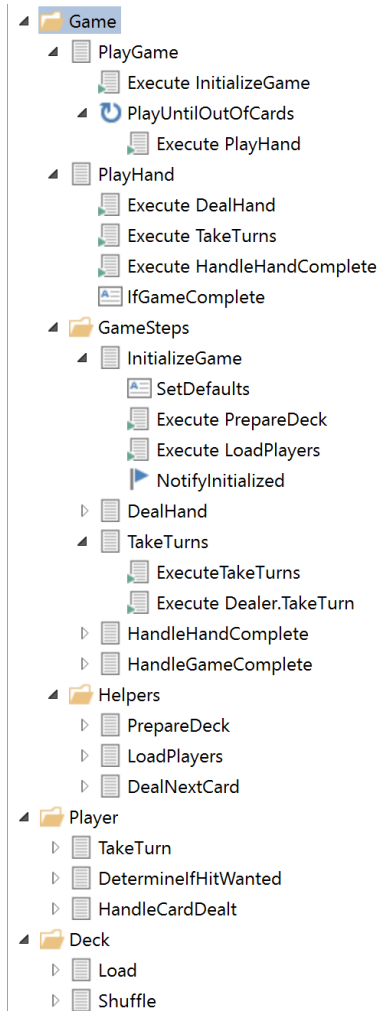 Game
PlayGame
Execute InitializeGame
PlayUntilOutOfCards
Execute PlayHand
PlayHand
Execute DealHand
Execute TakeTurns
Execute HandleHandComplete
IfGameComplete
GameSteps
InitializeGame
SetDefaults
Execute PrepareDeck
Execute LoadPlayers
NotifyInitialized
DealHand
TakeTurns
ExecuteTakeTurns
Execute Dealer.TakeTurn
HandleHandComplete
HandleGameComplete
Helpers
PrepareDeck
LoadPlayers
DealNextCard
Player
TakeTurn
DetermineIfHitWanted
HandleCardDealt
Deck
Load
Shuffle